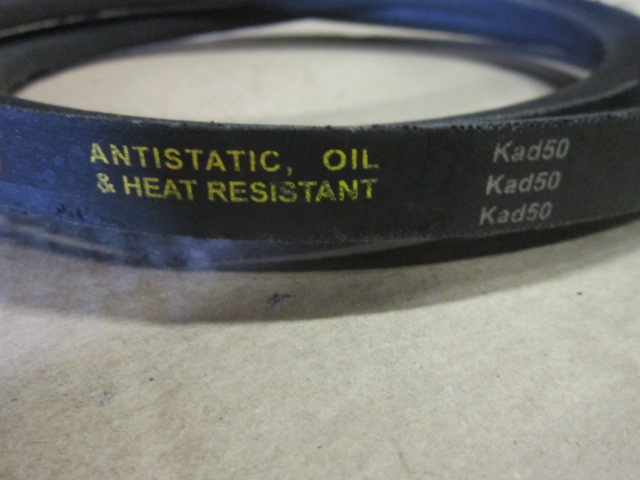 ANTISTATIC, OIL
& HEAT RESISTANT
Kad50
Kad50
Kad50